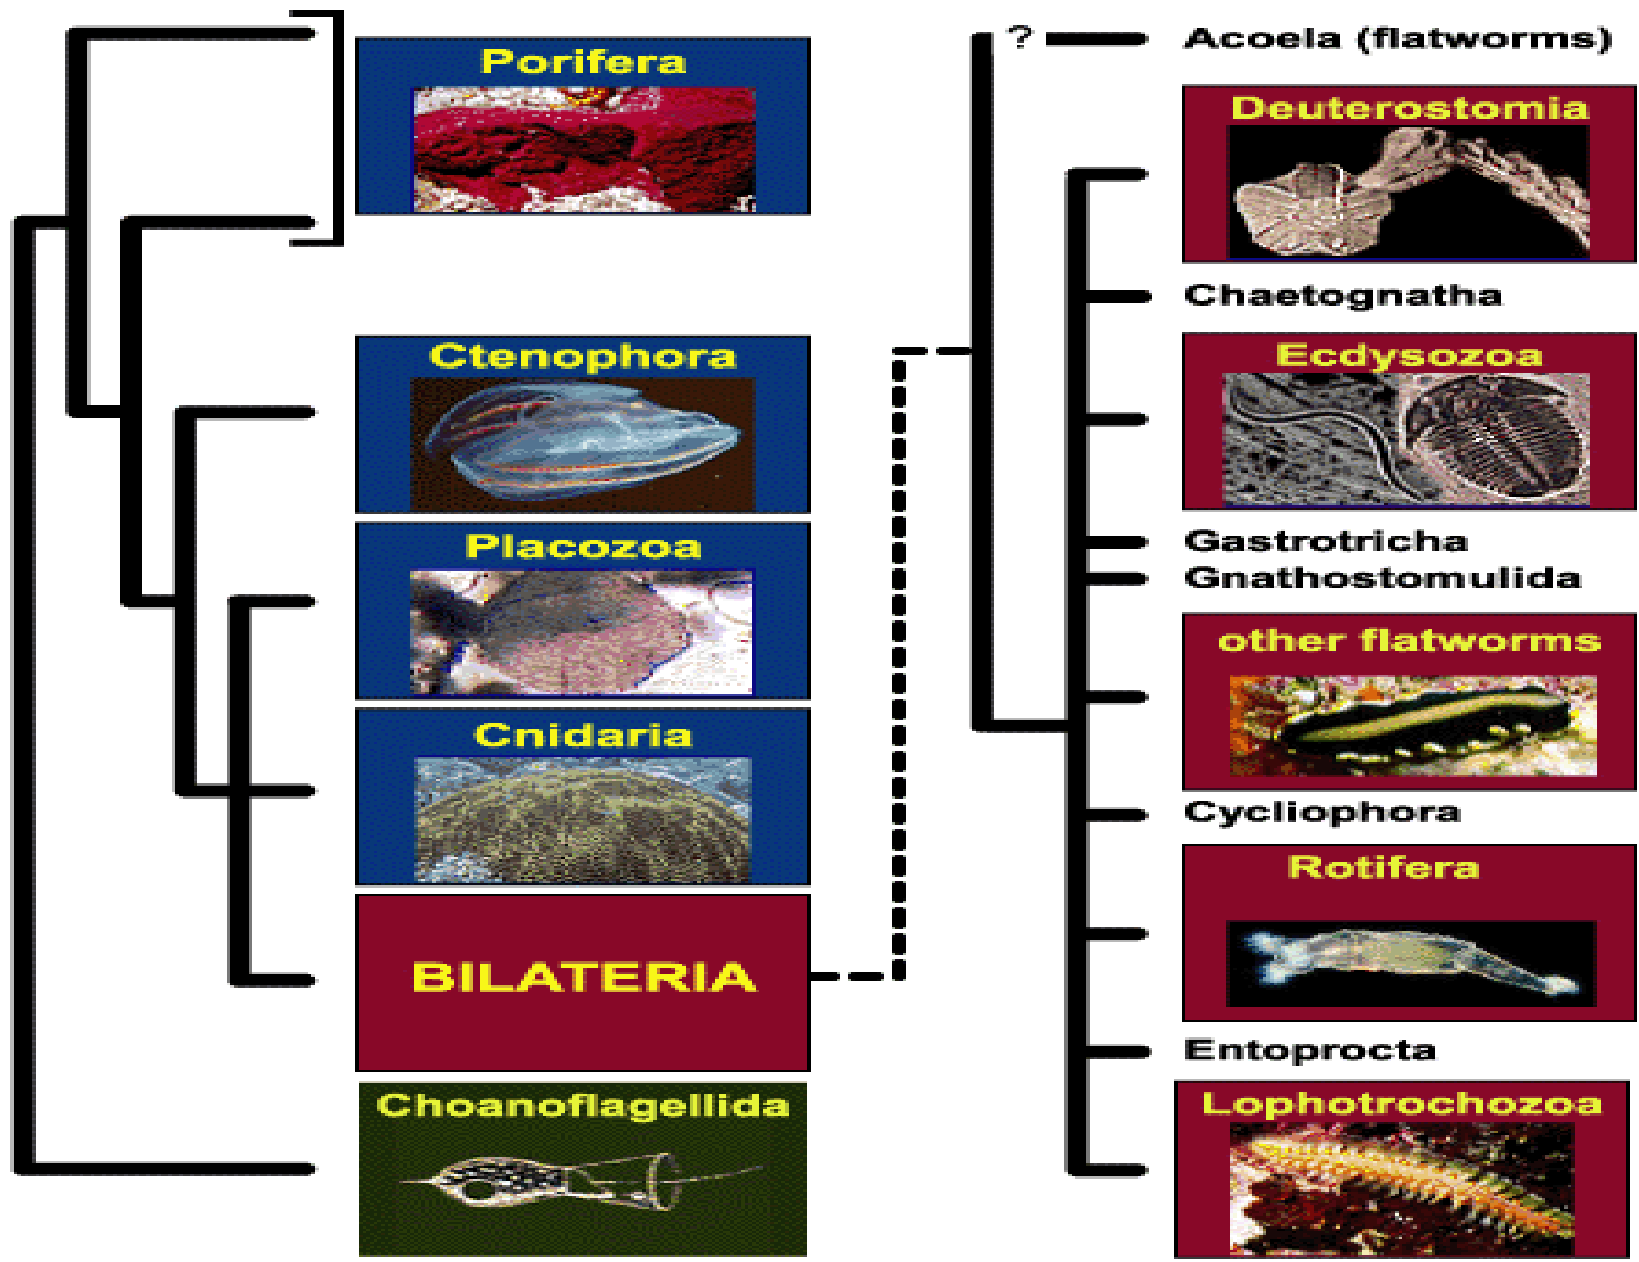 Porifera
Ctenophora
Placozoa
Cnidaria
BILATERIA
Choanoflagellida
? Acoela (flatworms)
Deuterostomia
Chaetognatha
Ecdysozoa
Gastrotricha
Gnathostomulida
other flatworms
Cycliophora
Rotifera
Entoprocta
Lophotrochozoa